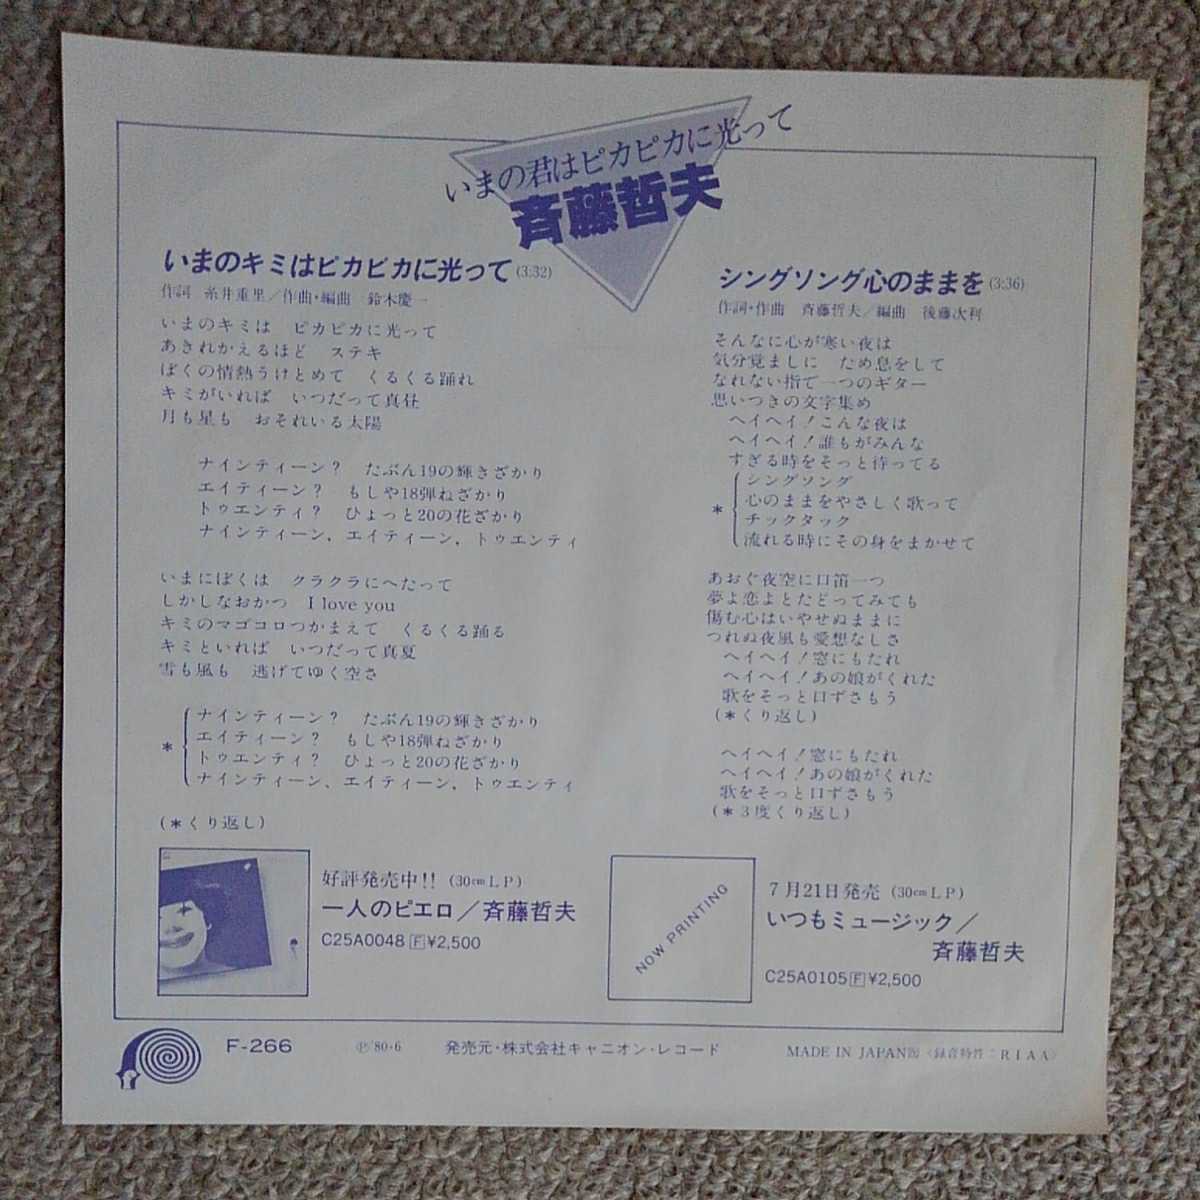 いまの君はピカピカに光って
斉藤哲夫
いまのキミはピカピカに光って(3:32)
作詞 糸井重里／作曲・編曲 鈴木慶一
いまのキミは ピカピカに光って
あきれかえるほど ステキ
ぼくの情熱うけとめて くるくる踊れ
キミがいれば いつだって真昼
月も星も おそれいる太陽
ナインティーン？ たぶん19の輝きざかり
エイティーン？ もしや18弾ねざかり
トゥエンティ？ ひょっと20の花ざかり
ナインティーン，エイティーン，トゥエンティ
いまにぼくは クラクラにへたって
しかしなおかつ I love you
キミのマゴコロつかまえて くるくる踊る
キミといれば いつだって真夏
雪も風も 逃げてゆく空さ
ナインティーン？ たぶん19の輝きざかり
エイティーン？ もしや18弾ねざかり
＊ トゥエンティ？ ひょっと20の花ざかり
ナインティーン、エイティーン，トゥエンティ
(＊くり返し)
シングソング心のままを(3:36)
作詞・作曲 斉藤哲夫／編曲 後藤次利
そんなに心が寒い夜は
気分覚ましに ため息をして
なれない指で一つのギター
思いつきの文字集め
ヘイヘイ！こんな夜は
ヘイヘイ！誰もがみんな
すぎる時をそっと待ってる
シングソング
心のままをやさしく歌って
＊ チックタック
流れる時にその身をまかせて
あおぐ夜空に口笛一つ
夢よ恋よとたどってみても
傷む心はいやせぬままに
つれぬ夜風も愛想なしさ
ヘイヘイ！窓にもたれ
ヘイヘイ！あの娘がくれた
歌をそっと口ずさもう
(＊くり返し)
ヘイヘイ！窓にもたれ
ヘイヘイ！あの娘がくれた
歌をそっと口ずさもう
(＊3度くり返し)
好評発売中!! (30cmLP)
一人のピエロ／斉藤哲夫
C25A0048 F ¥2,500
NOW PRINTING
7月21日発売 (30cmLP)
いつもミュージック／
斉藤哲夫
C25A0105 F ¥2,500
F-266 Ⓟ'80・6 発売元・株式会社キャニオン・レコード MADE IN JAPAN 〈録音特性：RIAA〉